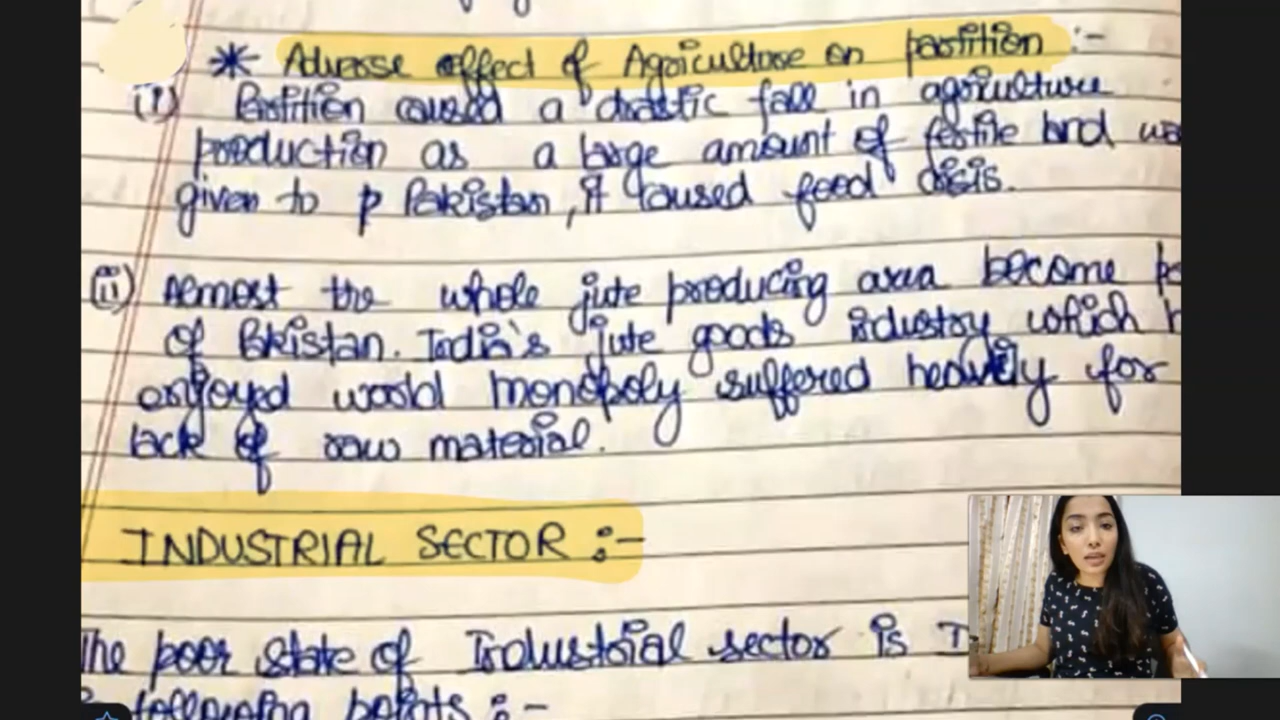 * Adverse effect of Agriculture on partition :-
(i) Partition caused a drastic fall in agriculture
production as a large amount of fertile land
given to p Pakistan, it caused food crisis.
(ii) Almost the whole jute producing area become
of Pakistan. India's jute goods industry which
enjoyed world monopoly suffered heavily for
lack of raw material.
INDUSTRIAL SECTOR :-
The poor state of Industrial sector is
following points :-